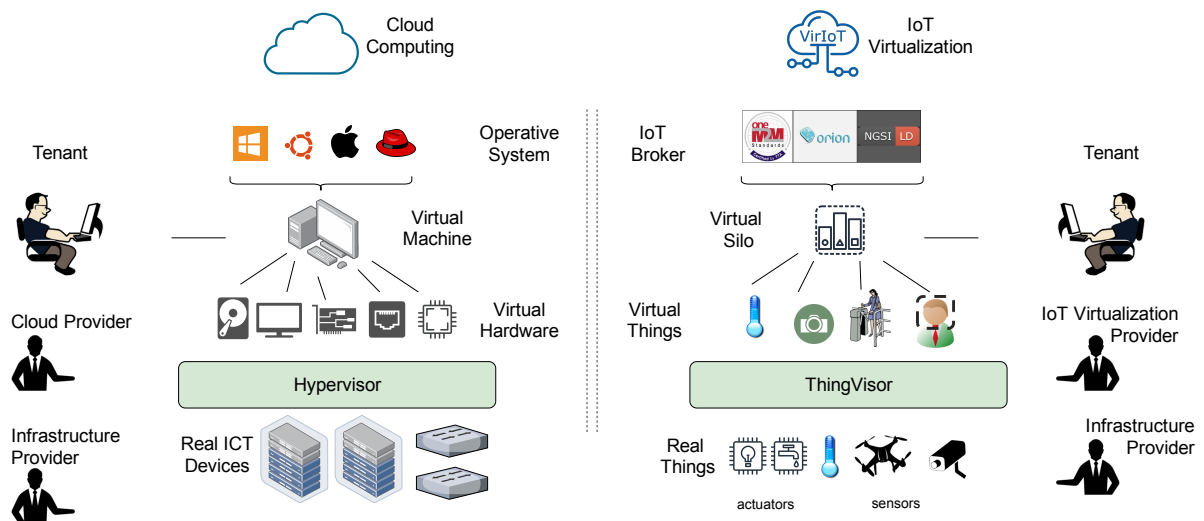 Cloud
Computing
Tenant
Operative
System
Virtual
Machine
Virtual
Hardware
Cloud Provider
Hypervisor
Infrastructure
Provider
Real ICT
Devices
VirIoT
IoT
Virtualization
IoT
Broker
one
M2M
Standards
orion
NGSI LD
Tenant
Virtual
Silo
Virtual
Things
IoT Virtualization
Provider
ThingVisor
Real
Things
actuators
sensors
Infrastructure
Provider